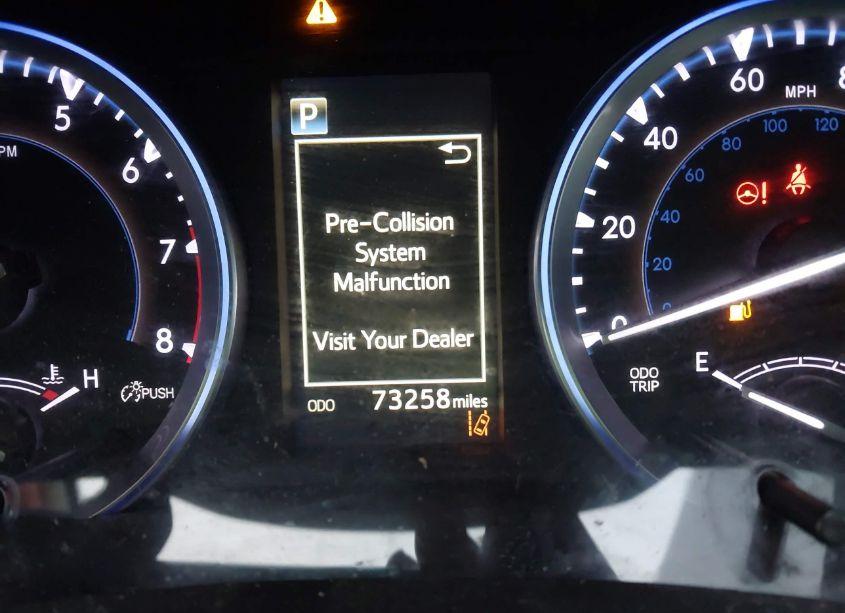 P
Pre-Collision
System
Malfunction
Visit Your Dealer
ODO 73258 miles
5
6
7
8
H
PUSH
0
20
40
60
MPH
20
40
60
80
100
120
ODO
TRIP
E